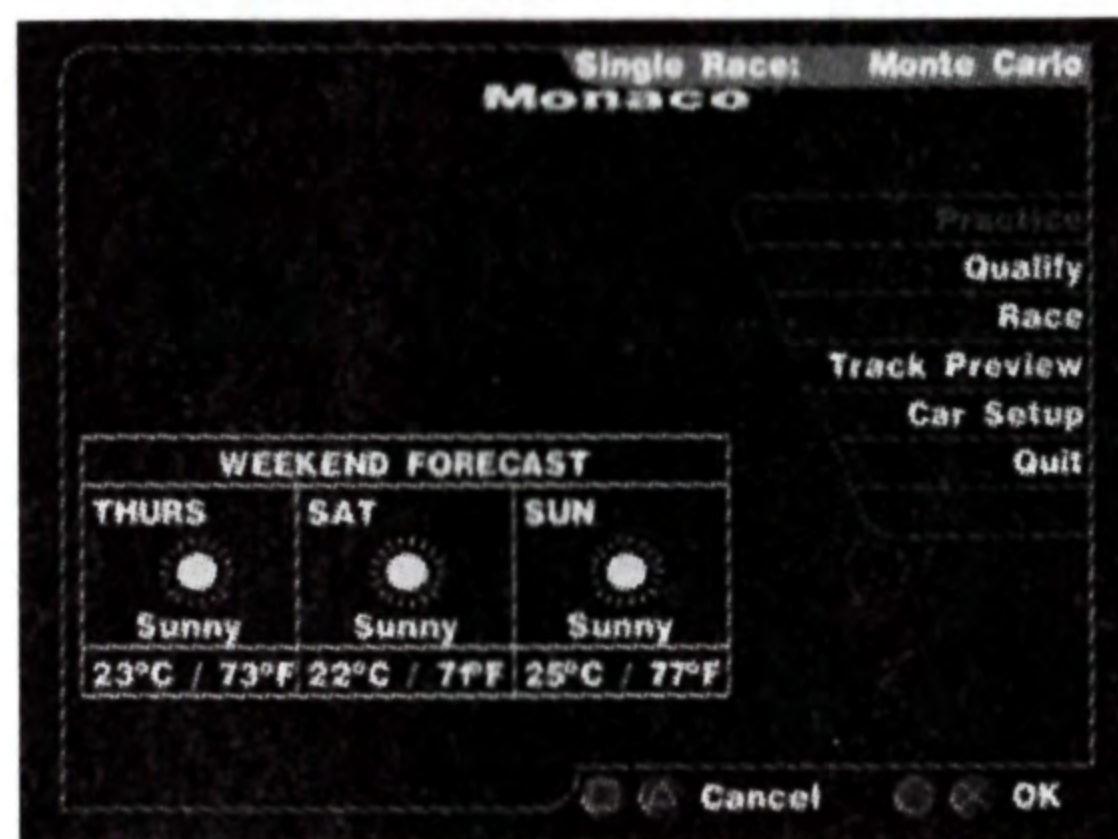 Single Race: Monte Carlo
Monaco
Practice
Qualify
Race
Track Preview
Car Setup
Quit
WEEKEND FORECAST
THURS SAT SUN
Sunny Sunny Sunny
23°C / 73°F 22°C / 71°F 25°C / 77°F
Cancel OK